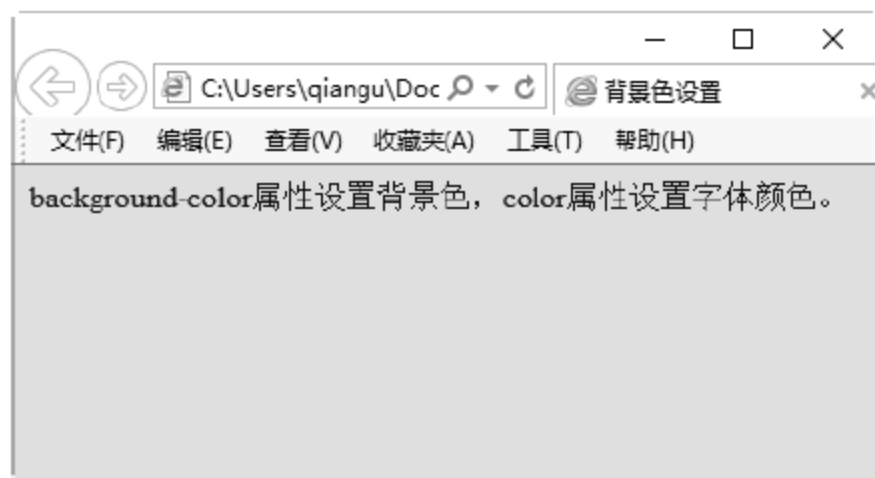 C:\Users\qiangu\Doc
背景色设置
文件(F) 编辑(E) 查看(V) 收藏夹(A) 工具(T) 帮助(H)
background-color属性设置背景色，color属性设置字体颜色。